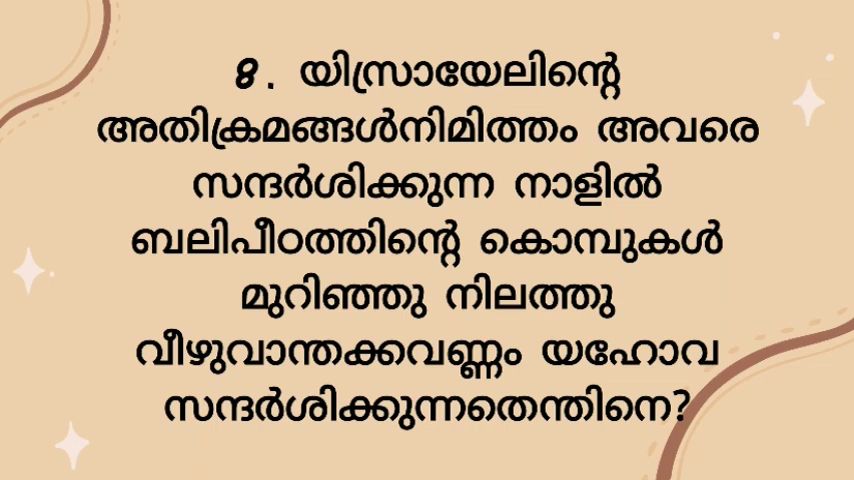 8. യിസ്രായേലിന്റെ
അതിക്രമങ്ങൾനിമിത്തം അവരെ
സന്ദർശിക്കുന്ന നാളിൽ
ബലിപീഠത്തിന്റെ കൊമ്പുകൾ
മുറിഞ്ഞു നിലത്തു
വീഴുവാന്തക്കവണ്ണം യഹോവ
സന്ദർശിക്കുന്നതെന്തിനെ?